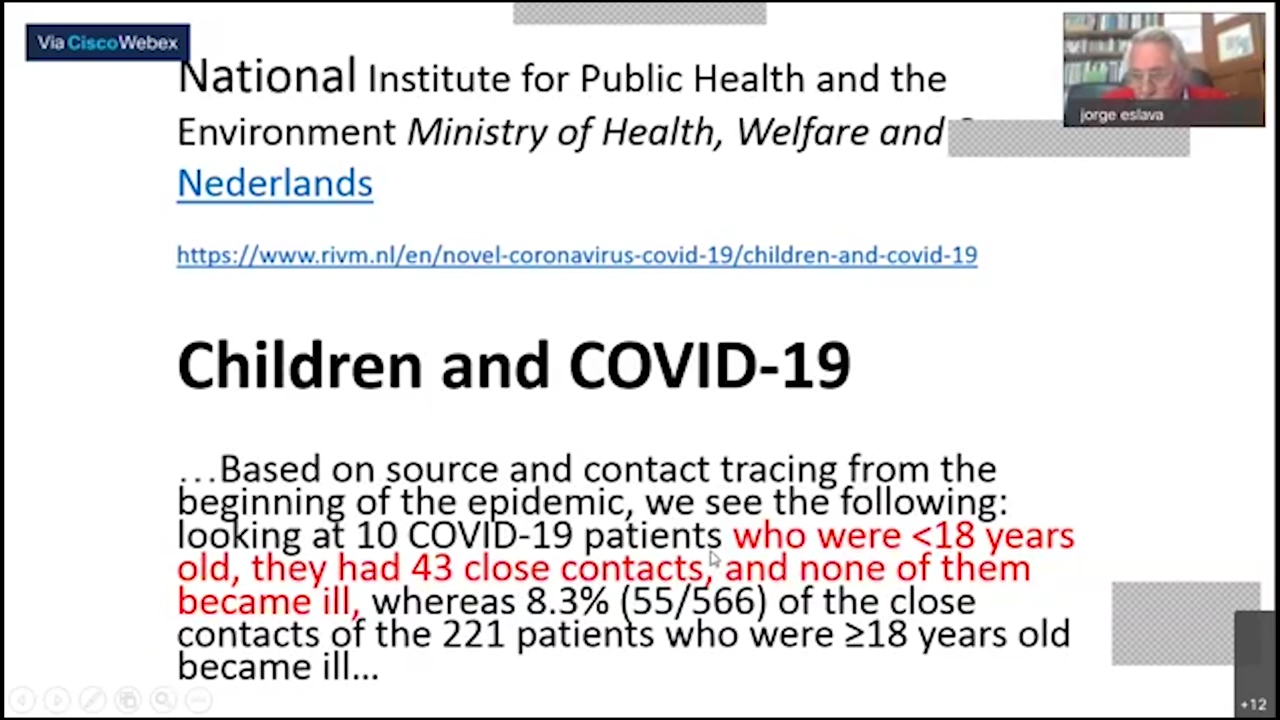 Via CiscoWebex
National Institute for Public Health and the
Environment Ministry of Health, Welfare and
Nederlands
jorge eslava
https://www.rivm.nl/en/novel-coronavirus-covid-19/children-and-covid-19
Children and COVID-19
…Based on source and contact tracing from the
beginning of the epidemic, we see the following:
looking at 10 COVID-19 patients who were <18 years
old, they had 43 close contacts, and none of them
became ill, whereas 8.3% (55/566) of the close
contacts of the 221 patients who were ≥18 years old
became ill…
+12